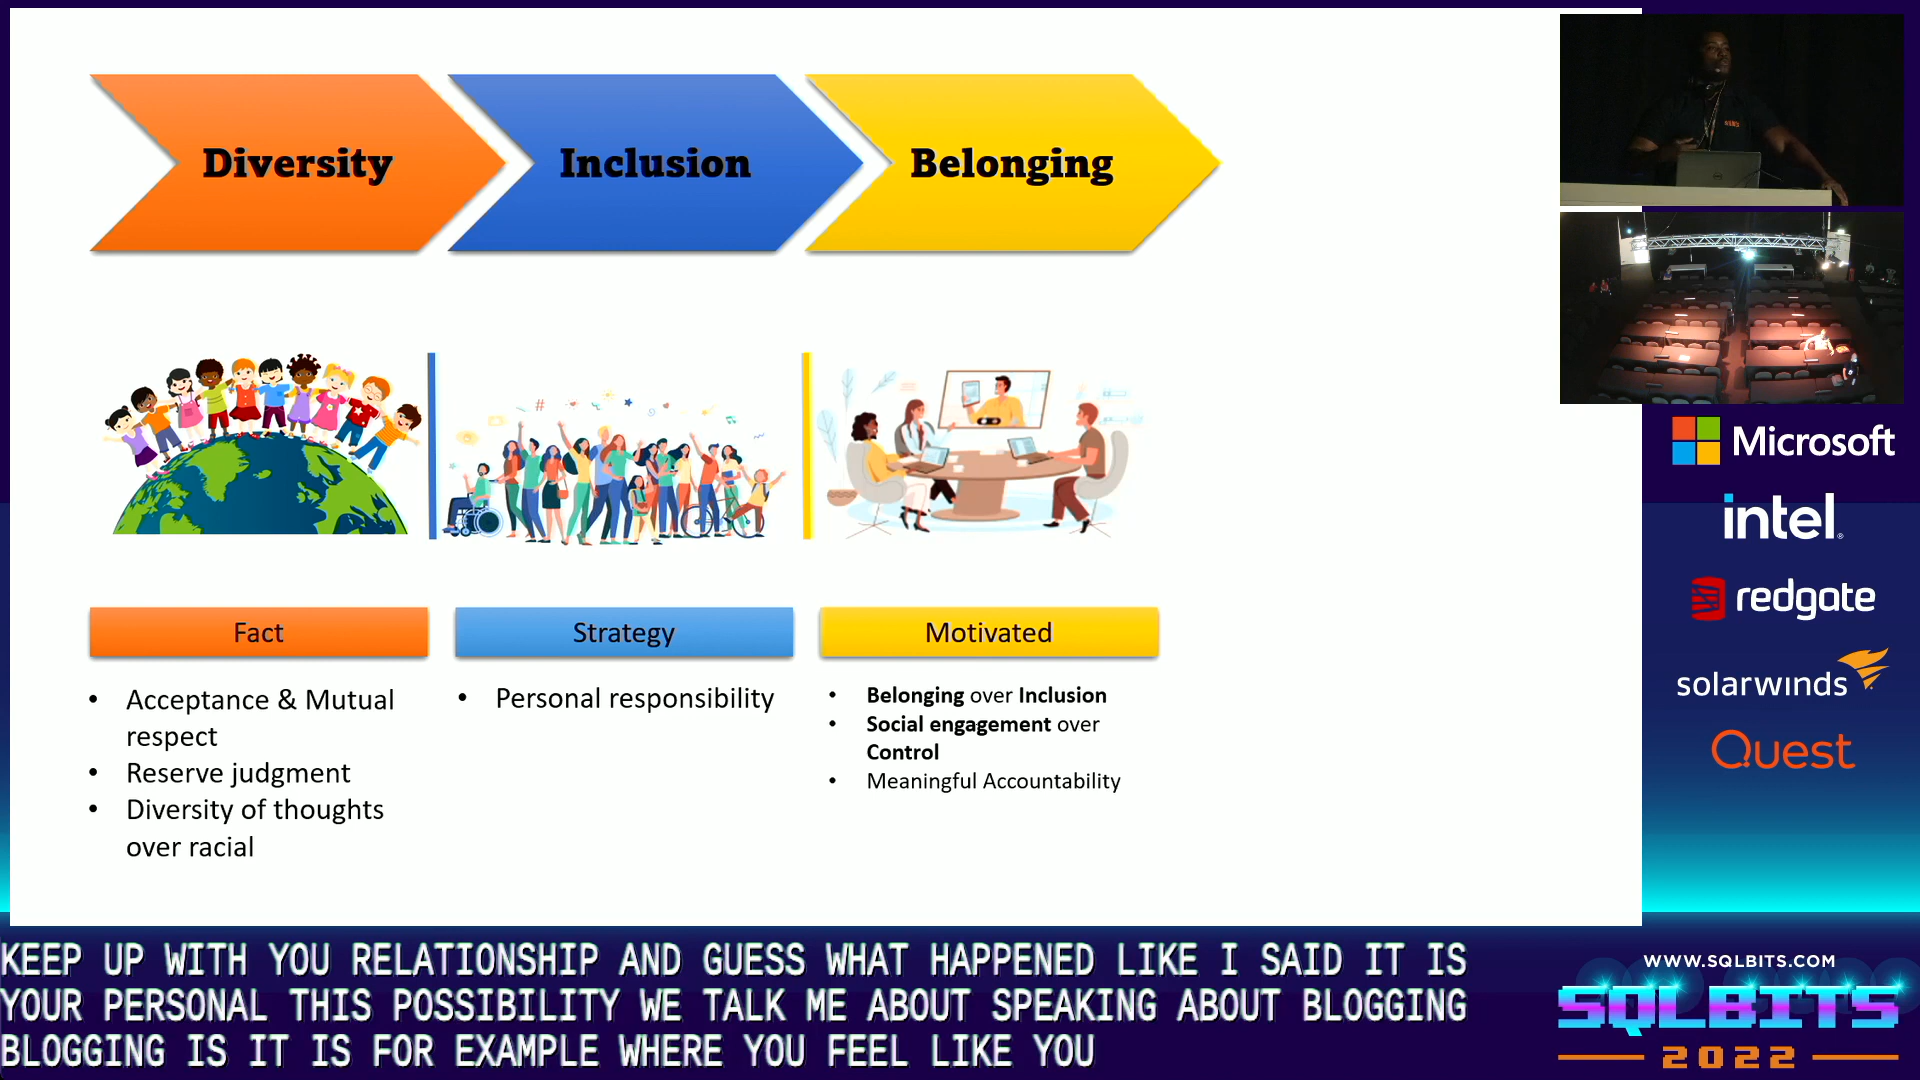 Diversity
Inclusion
Belonging
#
Fact
Strategy
Motivated
• Acceptance & Mutual
respect
• Reserve judgment
• Diversity of thoughts
over racial
• Personal responsibility
• Belonging over Inclusion
• Social engagement over
Control
• Meaningful Accountability
Microsoft
intel
redgate
solarwinds
Quest
KEEP UP WITH YOU RELATIONSHIP AND GUESS WHAT HAPPENED LIKE I SAID IT IS
YOUR PERSONAL THIS POSSIBILITY WE TALK ME ABOUT SPEAKING ABOUT BLOGGING
BLOGGING IS IT IS FOR EXAMPLE WHERE YOU FEEL LIKE YOU
WWW.SQLBITS.COM
SQLBITS
2022